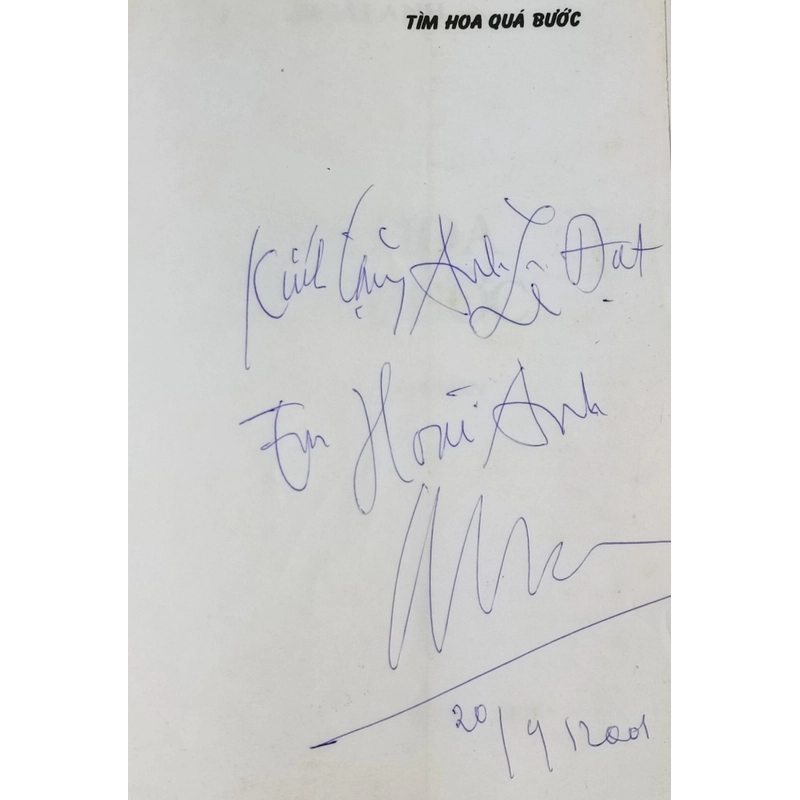 TÌM HOA QUÁ BƯỚC
Kính tặng Anh Lê Đạt
Em Hoài Anh
20/9/2001